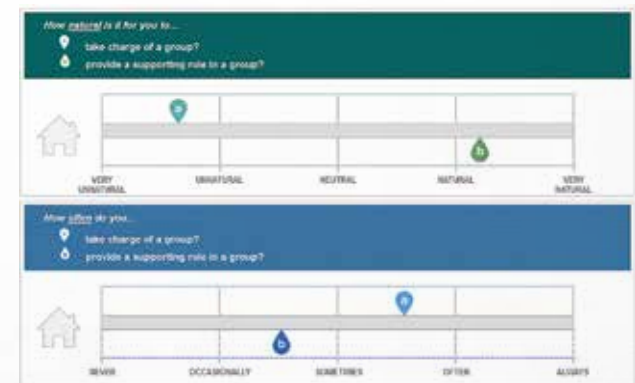 How natural is it for you to...
a take charge of a group?
b provide a supporting role in a group?
a
b
VERY UNNATURAL
UNNATURAL
NEUTRAL
NATURAL
VERY NATURAL
How often do you...
a take charge of a group?
b provide a supporting role in a group?
a
b
NEVER
OCCASIONALLY
SOMETIMES
OFTEN
ALWAYS